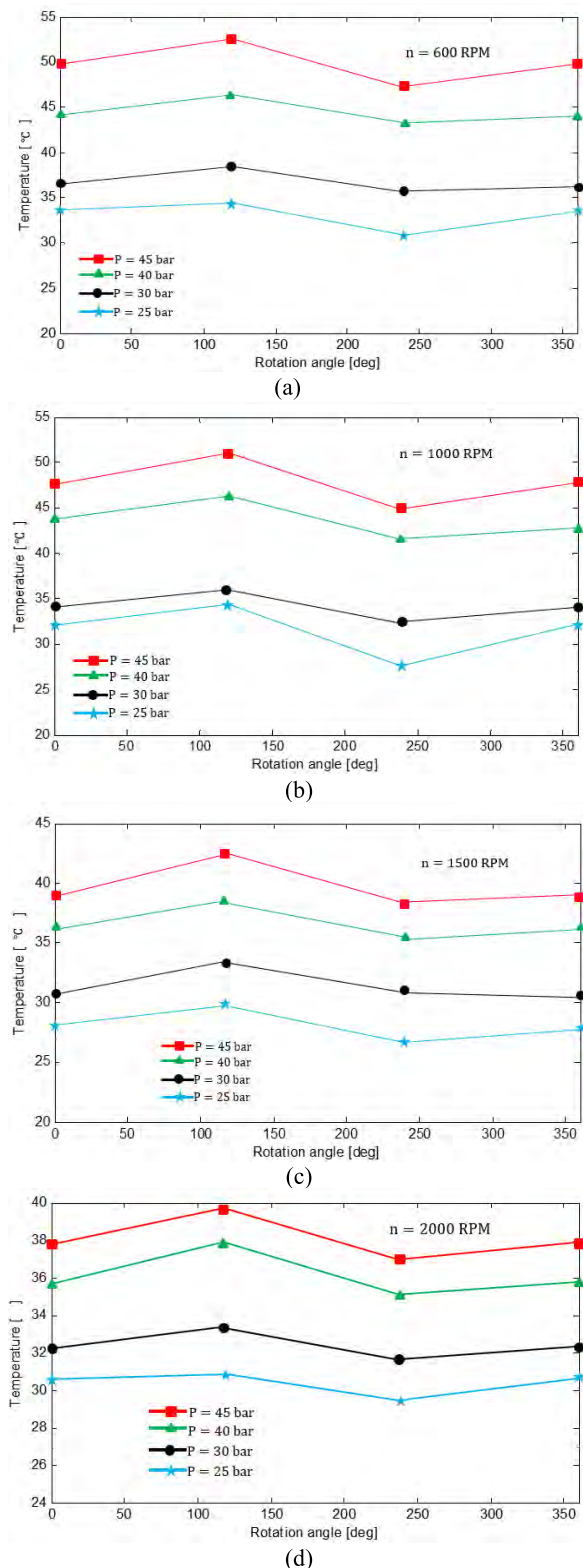 55
50
45
40
35
30
25
20
Temperature [ °C ]
n = 600 RPM
P = 45 bar
P = 40 bar
P = 30 bar
P = 25 bar
0 50 100 150 200 250 300 350
Rotation angle [deg]
(a)
55
50
45
40
35
30
25
20
Temperature [ °C ]
n = 1000 RPM
P = 45 bar
P = 40 bar
P = 30 bar
P = 25 bar
0 50 100 150 200 250 300 350
Rotation angle [deg]
(b)
45
40
35
30
25
20
Temperature [ °C ]
n = 1500 RPM
P = 45 bar
P = 40 bar
P = 30 bar
P = 25 bar
0 50 100 150 200 250 300 350
Rotation angle [deg]
(c)
40
38
36
34
32
30
28
26
24
Temperature [ ]
n = 2000 RPM
P = 45 bar
P = 40 bar
P = 30 bar
P = 25 bar
0 50 100 150 200 250 300 350
Rotation angle [deg]
(d)